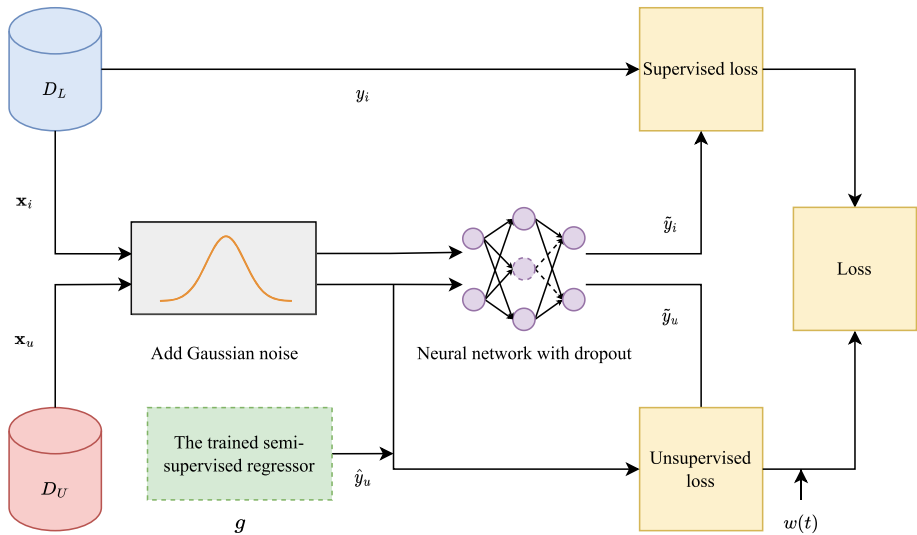 D_L
Supervised loss
y_i
𝐱_i
ỹ_i
Loss
ỹ_u
𝐱_u
Add Gaussian noise
Neural network with dropout
The trained semi-
supervised regressor
ŷ_u
Unsupervised
loss
D_U
g
w(t)